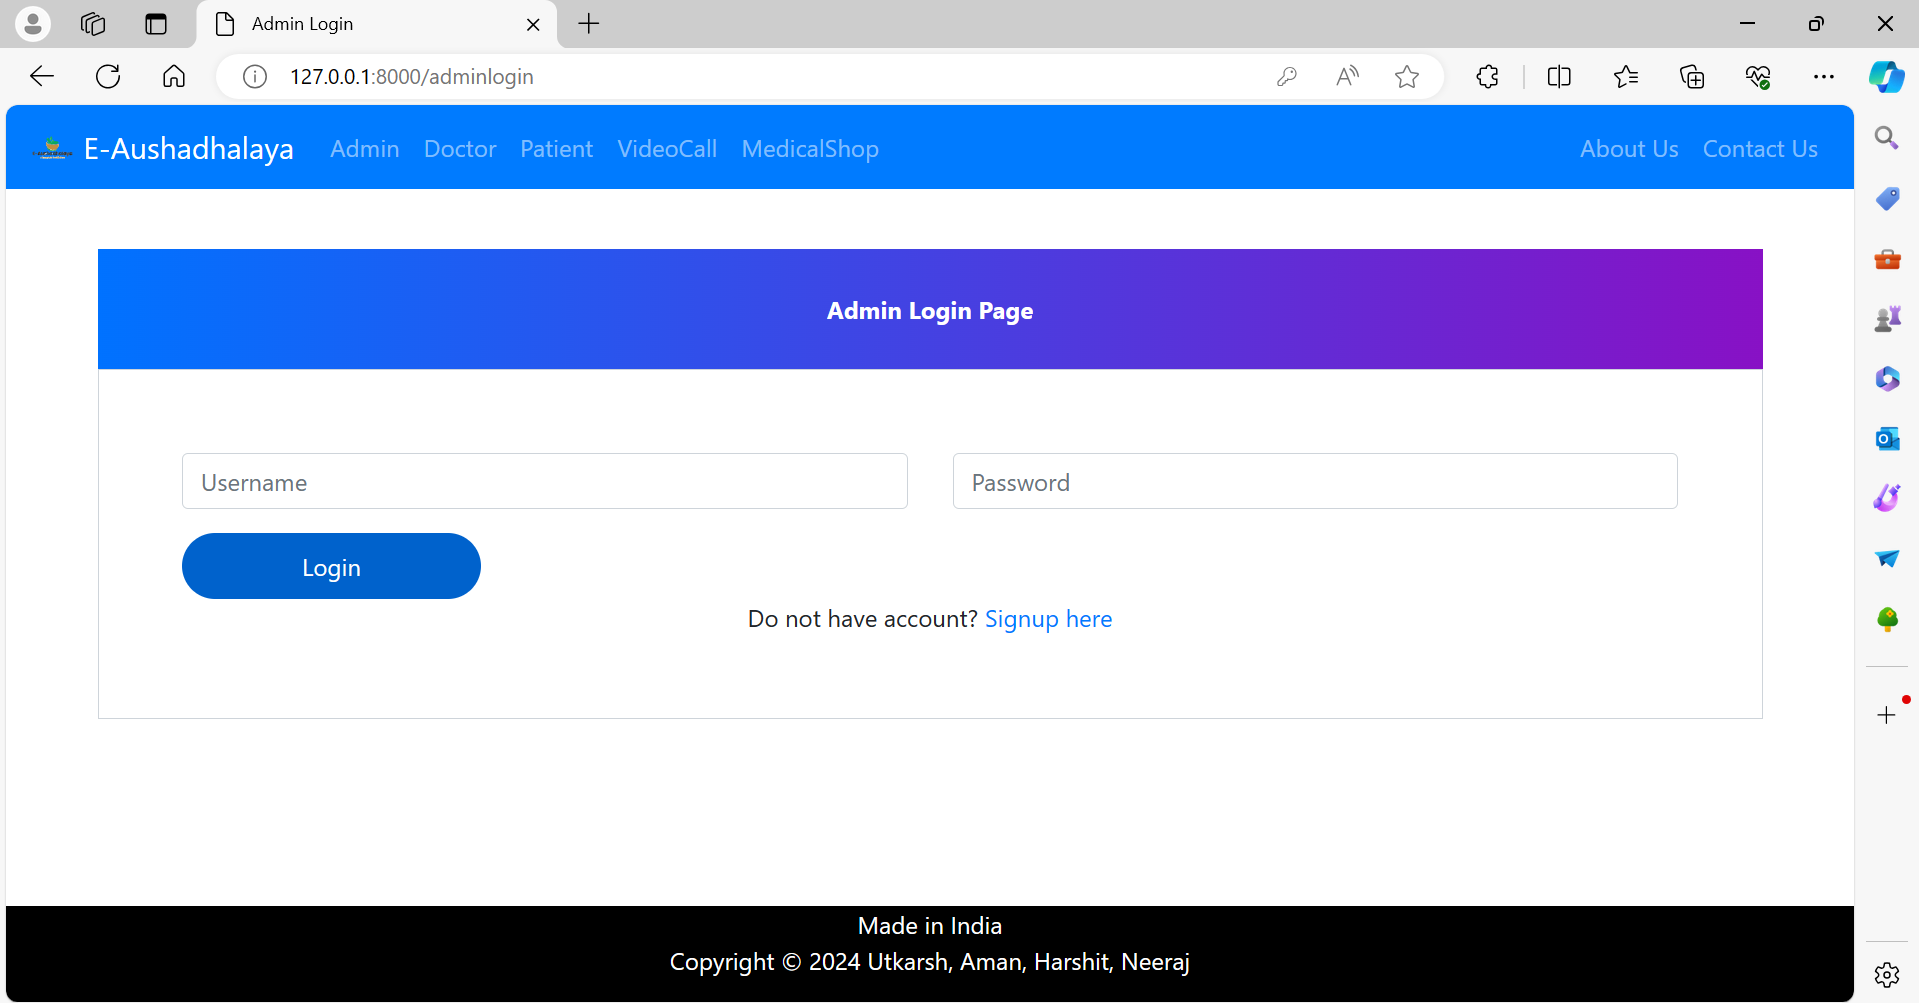 Admin Login
127.0.0.1:8000/adminlogin
E-Aushadhalaya Admin Doctor Patient VideoCall MedicalShop About Us Contact Us
Admin Login Page
Username Password
Login
Do not have account? Signup here
Made in India
Copyright © 2024 Utkarsh, Aman, Harshit, Neeraj